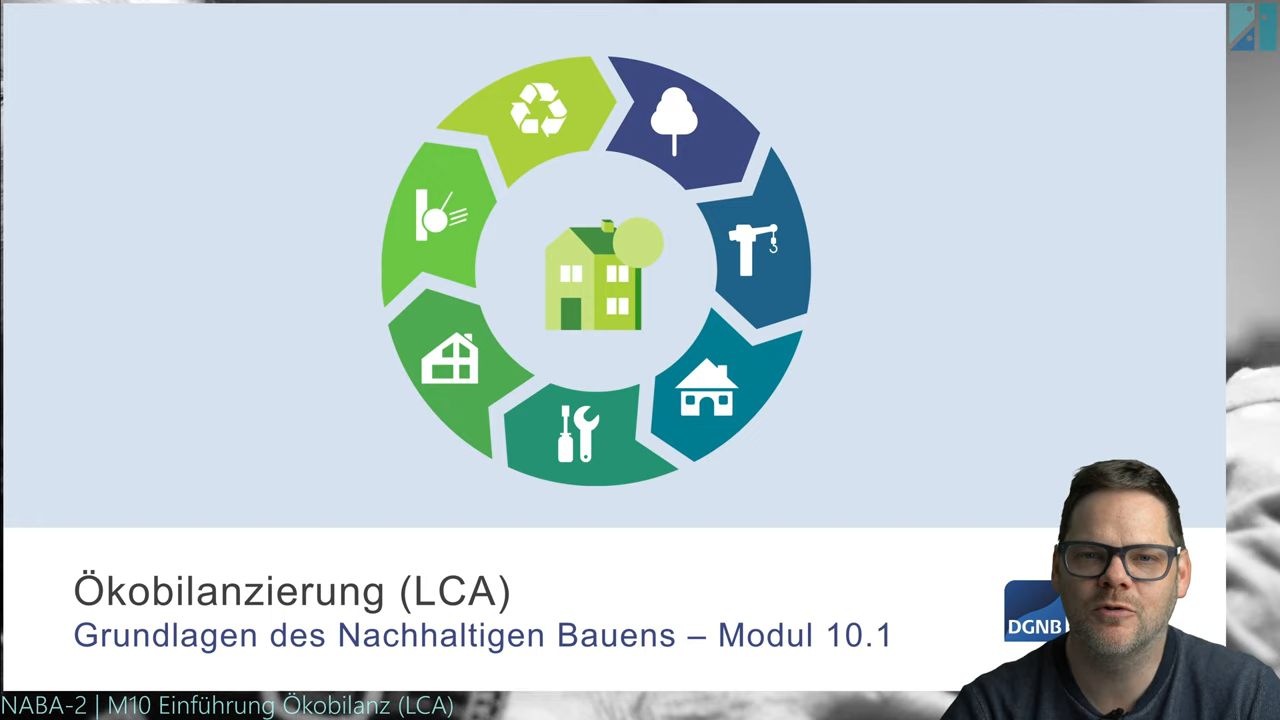 Ökobilanzierung (LCA)
Grundlagen des Nachhaltigen Bauens – Modul 10.1
DGNB
NABA-2 | M10 Einführung Ökobilanz (LCA)